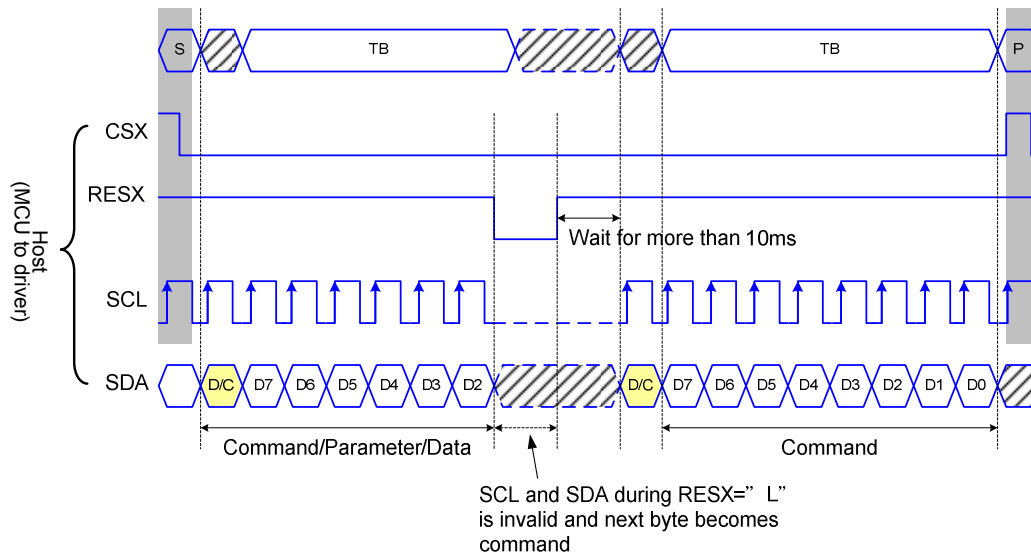 S TB TB P
CSX
RESX
Wait for more than 10ms
Host
(MCU to driver)
SCL
SDA D/C D7 D6 D5 D4 D3 D2 D/C D7 D6 D5 D4 D3 D2 D1 D0
Command/Parameter/Data Command
SCL and SDA during RESX=” L”
is invalid and next byte becomes
command